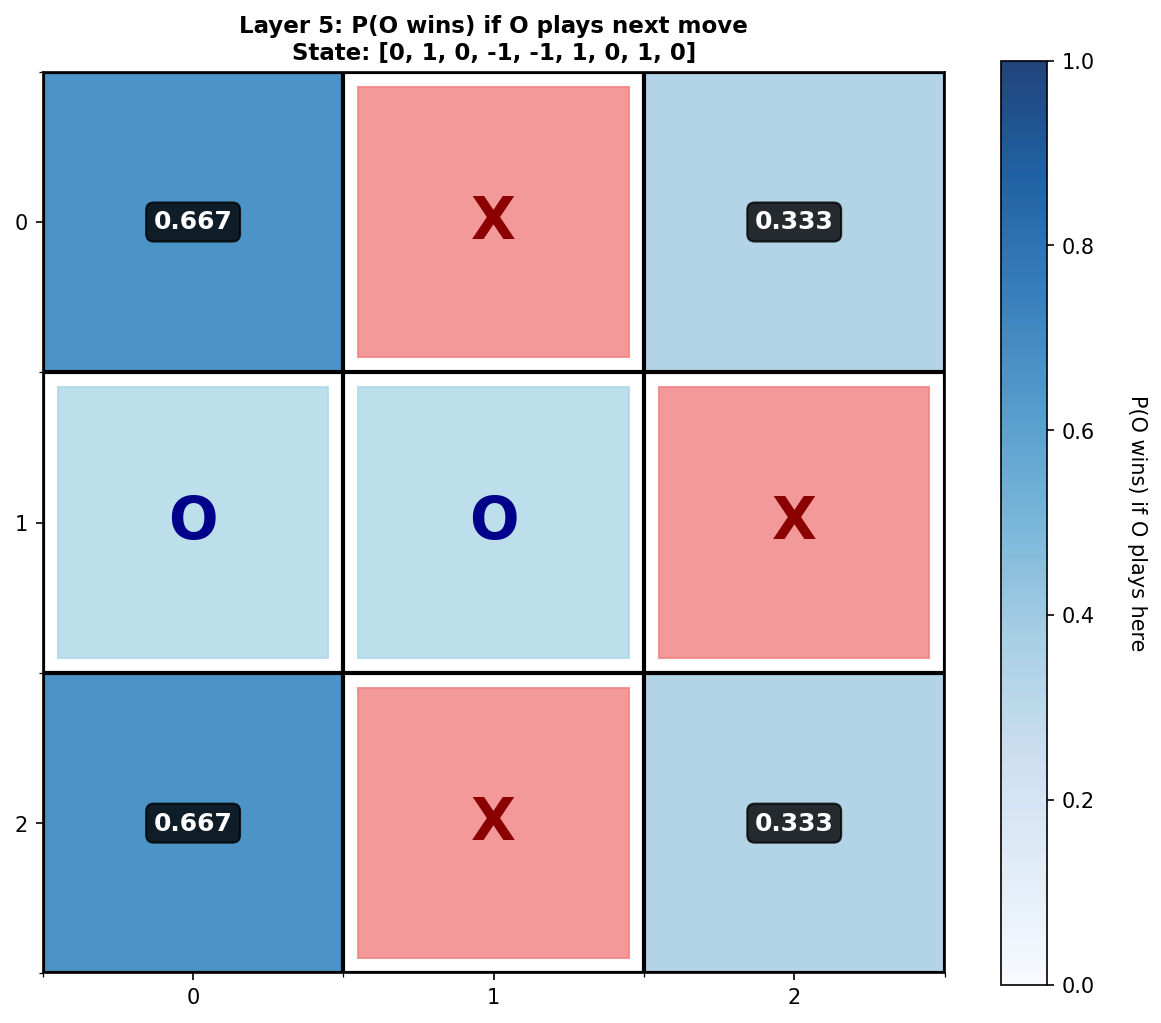 Layer 5: P(O wins) if O plays next move
State: [0, 1, 0, -1, -1, 1, 0, 1, 0]
0
0.667
X
0.333
1
O
O
X
2
0.667
X
0.333
0
1
2
1.0
0.8
0.6
0.4
0.2
0.0
P(O wins) if O plays here